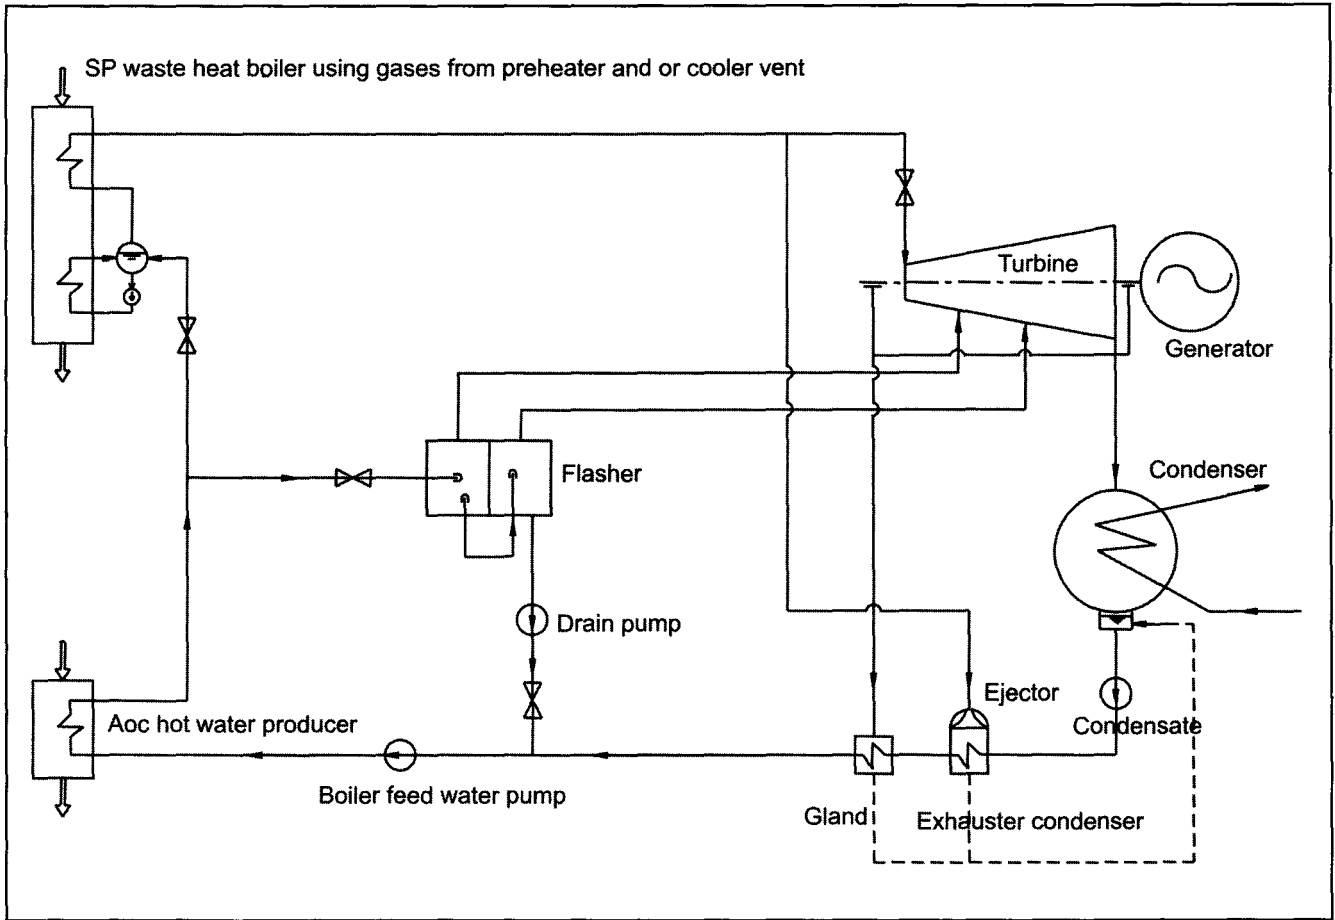 SP waste heat boiler using gases from preheater and or cooler vent
Turbine
Generator
Flasher
Condenser
Drain pump
Ejector
Aoc hot water producer
Condensate
Boiler feed water pump
Gland
Exhauster condenser